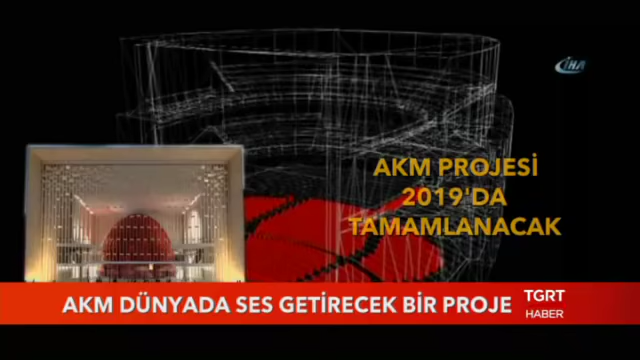 İHA
AKM PROJESİ
2019'DA
TAMAMLANACAK
AKM DÜNYADA SES GETİRECEK BİR PROJE
TGRT
HABER